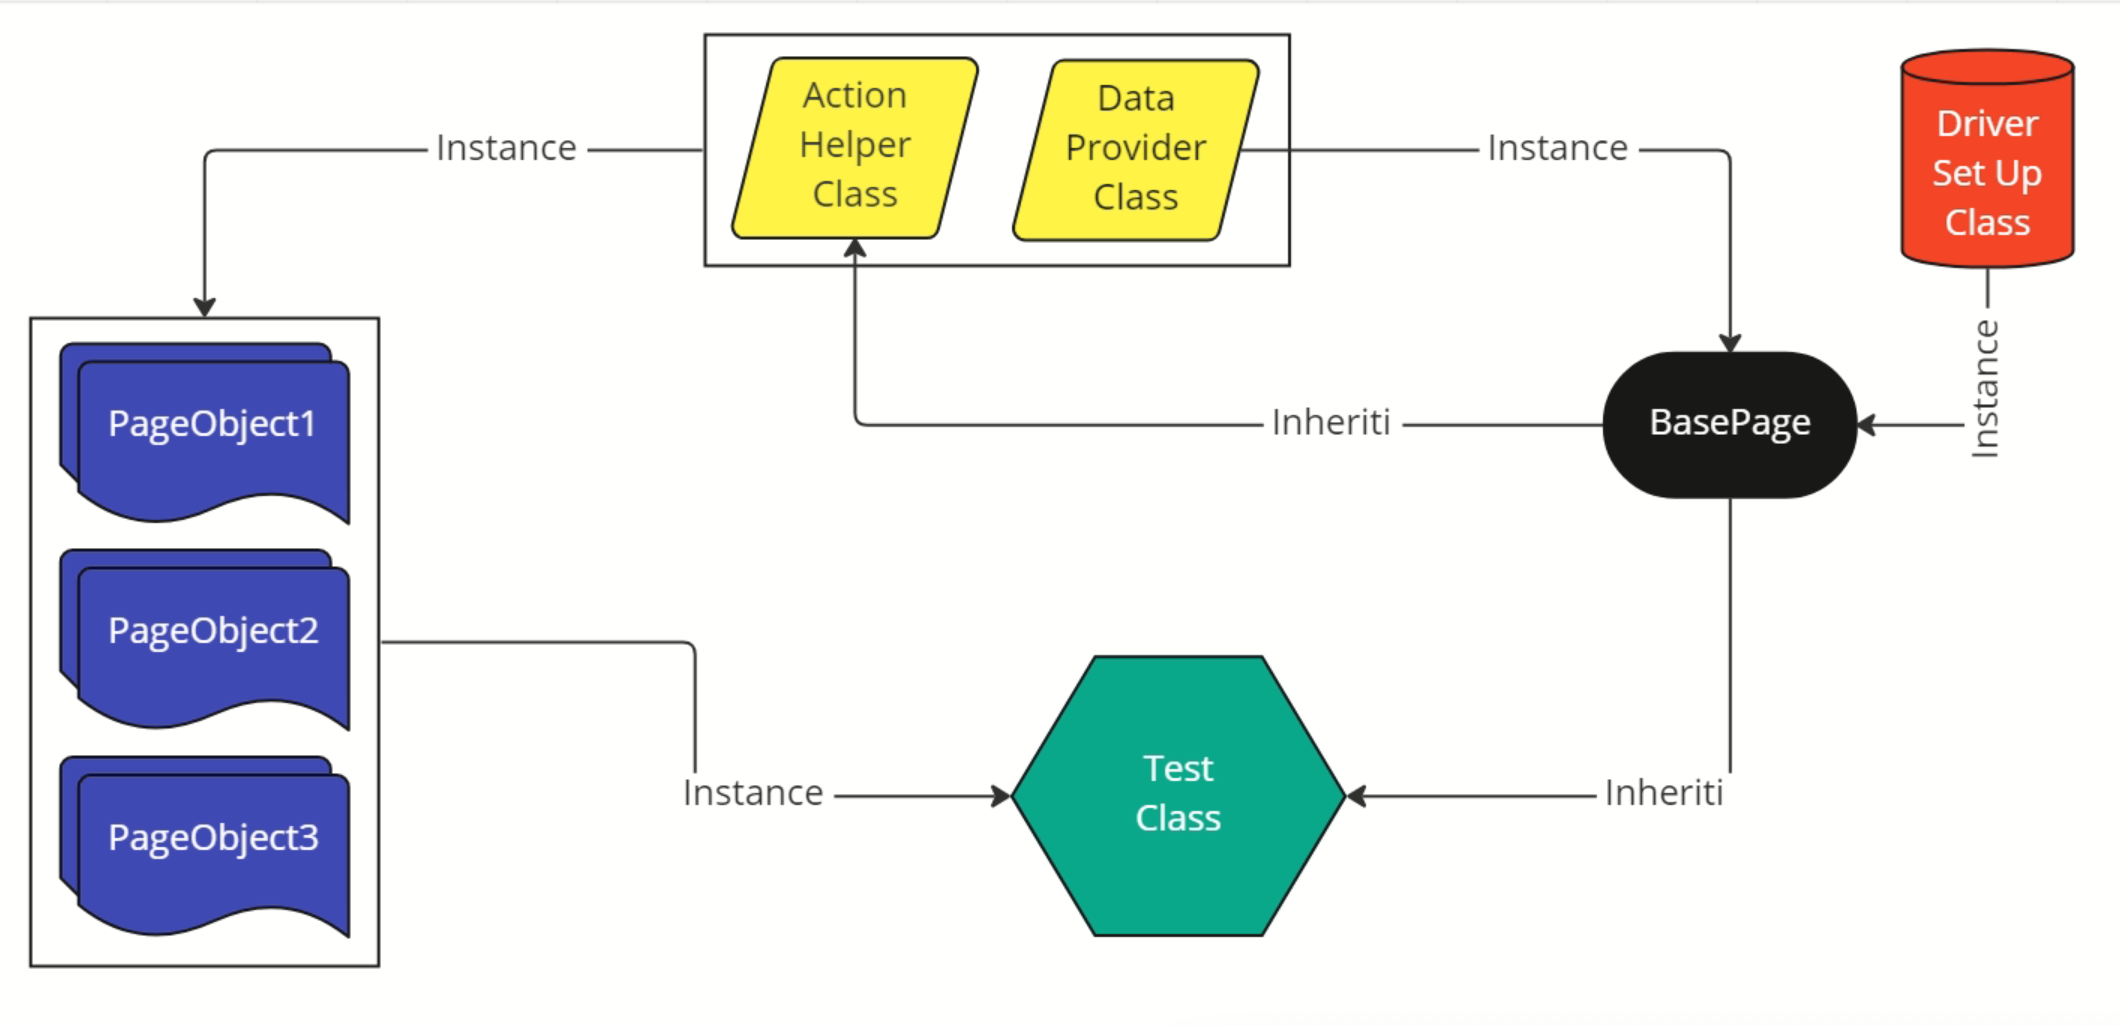 Action
Helper
Class
Data
Provider
Class
Driver
Set Up
Class
Instance
Instance
Instance
PageObject1
Inheriti
BasePage
PageObject2
PageObject3
Instance
Test
Class
Inheriti